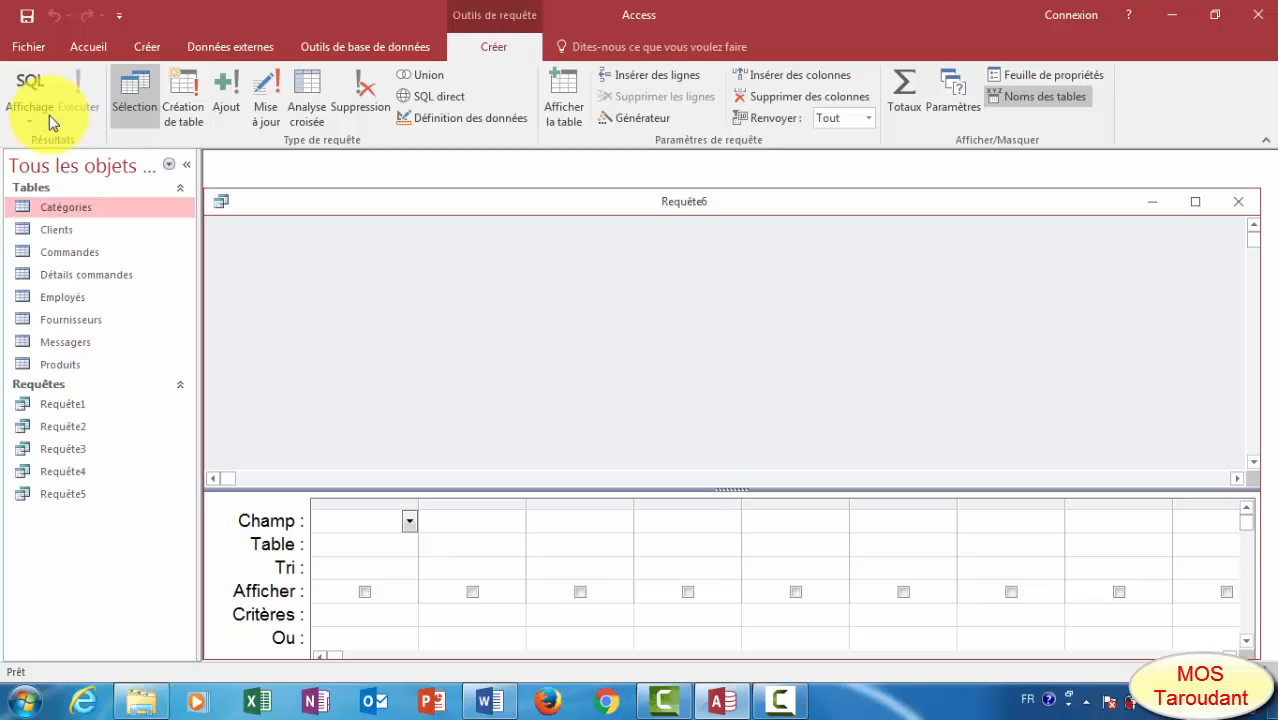 Outils de requête
Access
Connexion
?
Fichier
Accueil
Créer
Données externes
Outils de base de données
Créer
Dites-nous ce que vous voulez faire
SQL
Affichage
Exécuter
Résultats
Sélection
Création
de table
Ajout
Mise
à jour
Analyse
croisée
Suppression
Union
SQL direct
Définition des données
Type de requête
Afficher
la table
Insérer des lignes
Supprimer les lignes
Générateur
Insérer des colonnes
Supprimer des colonnes
Renvoyer : Tout
Paramètres de requête
Totaux
Paramètres
Feuille de propriétés
XYZ Noms des tables
Afficher/Masquer
Tous les objets ...
Tables
Catégories
Clients
Commandes
Détails commandes
Employés
Fournisseurs
Messagers
Produits
Requêtes
Requête1
Requête2
Requête3
Requête4
Requête5
Requête6
Champ :
Table :
Tri :
Afficher :
Critères :
Ou :
Prêt
FR
MOS
Taroudant